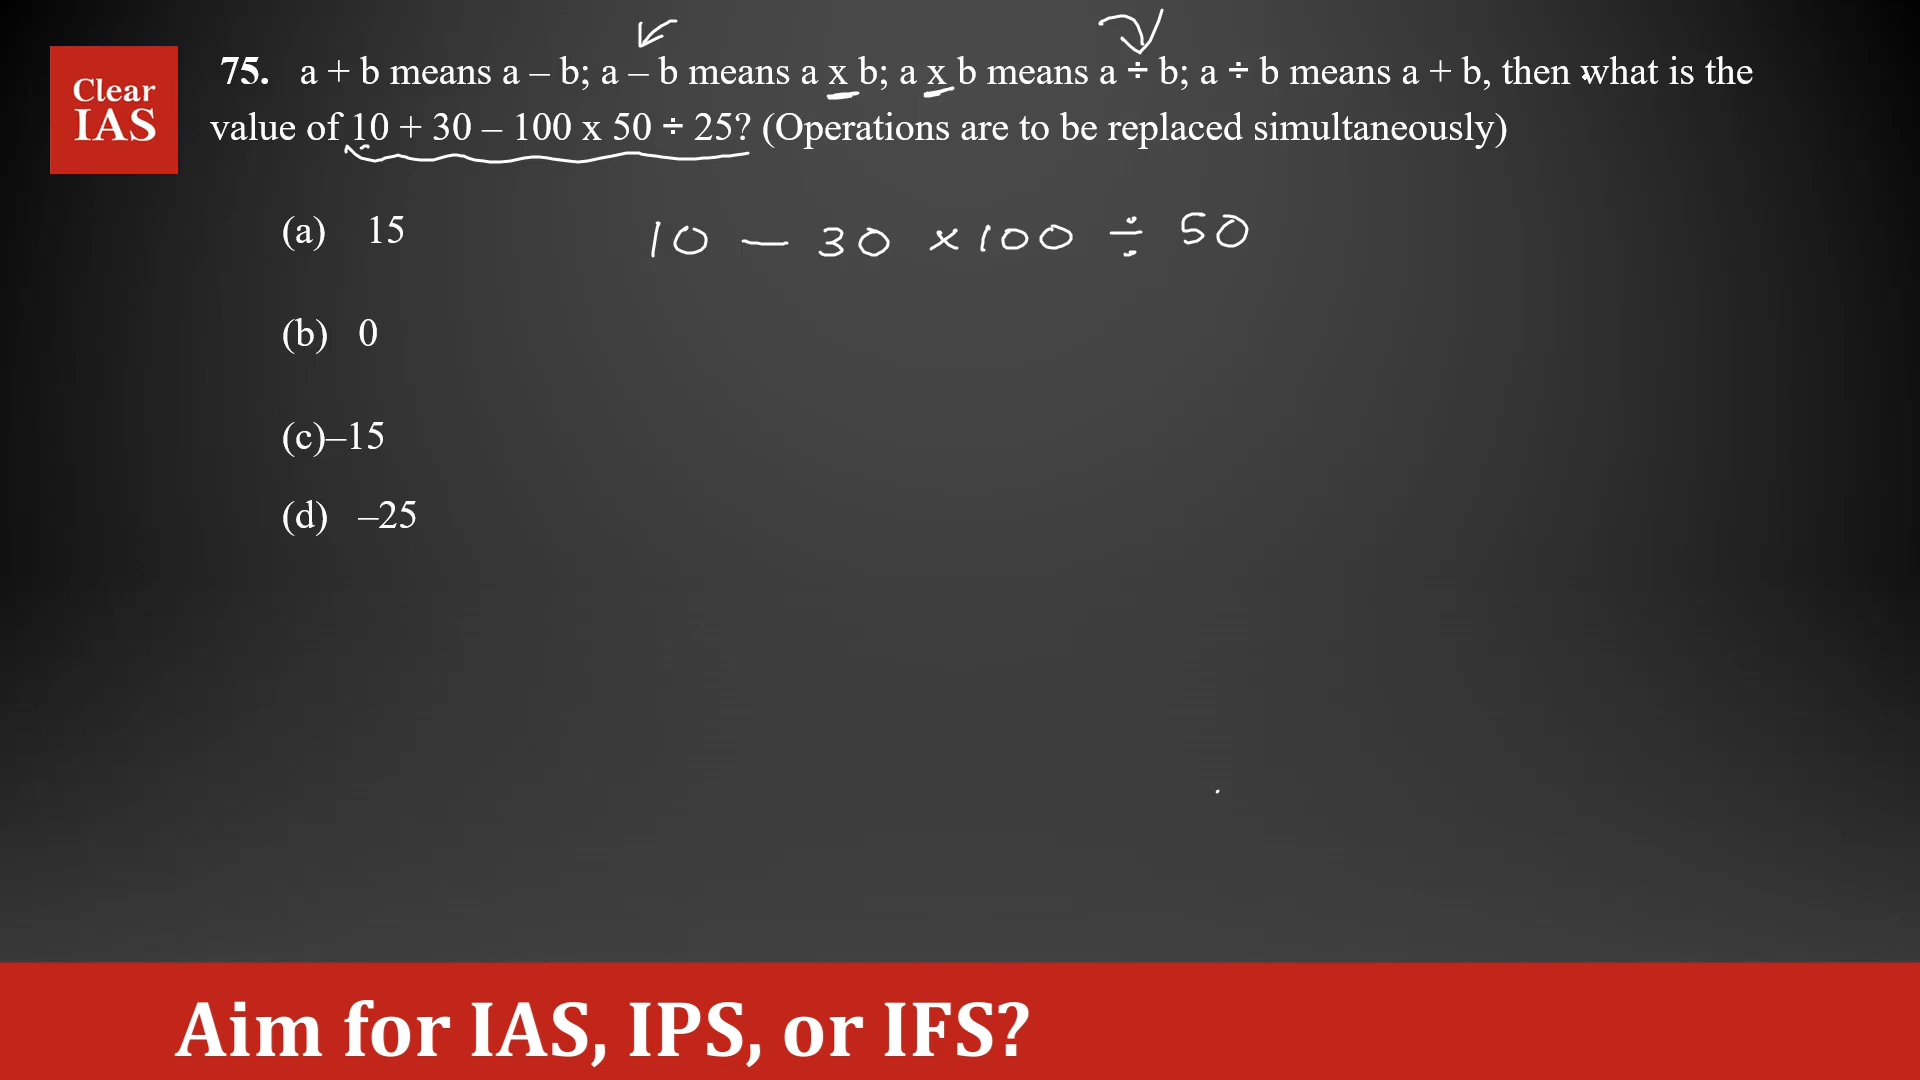 Clear
IAS
75. a + b means a – b; a – b means a x b; a x b means a ÷ b; a ÷ b means a + b, then what is the
value of 10 + 30 – 100 x 50 ÷ 25? (Operations are to be replaced simultaneously)
(a) 15
10 – 30 × 100 ÷ 50
(b) 0
(c)–15
(d) –25
Aim for IAS, IPS, or IFS?